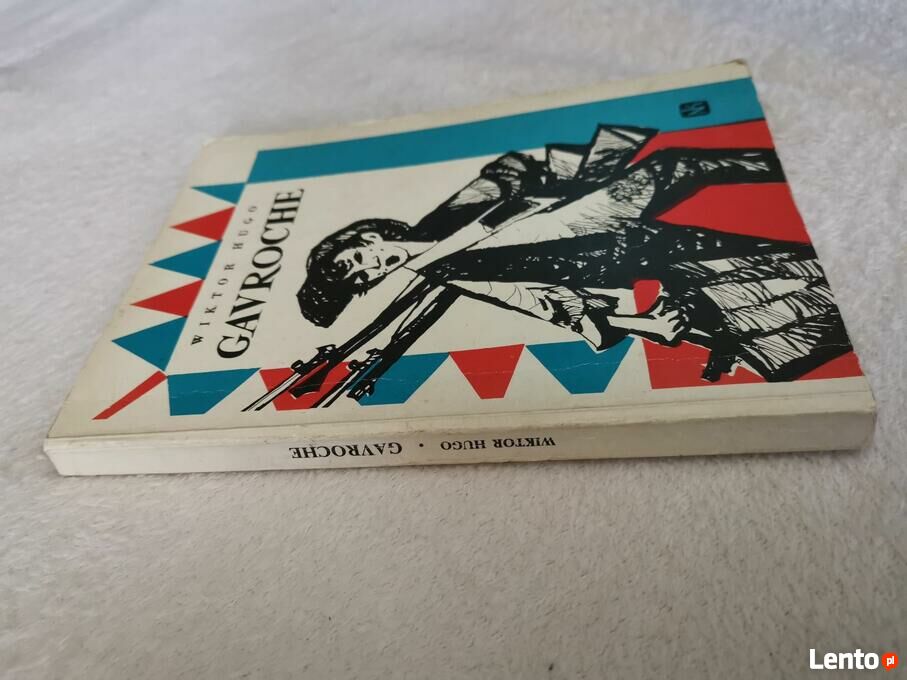 WIKTOR HUGO
GAVROCHE
WIKTOR HUGO • GAVROCHE
Lento pl